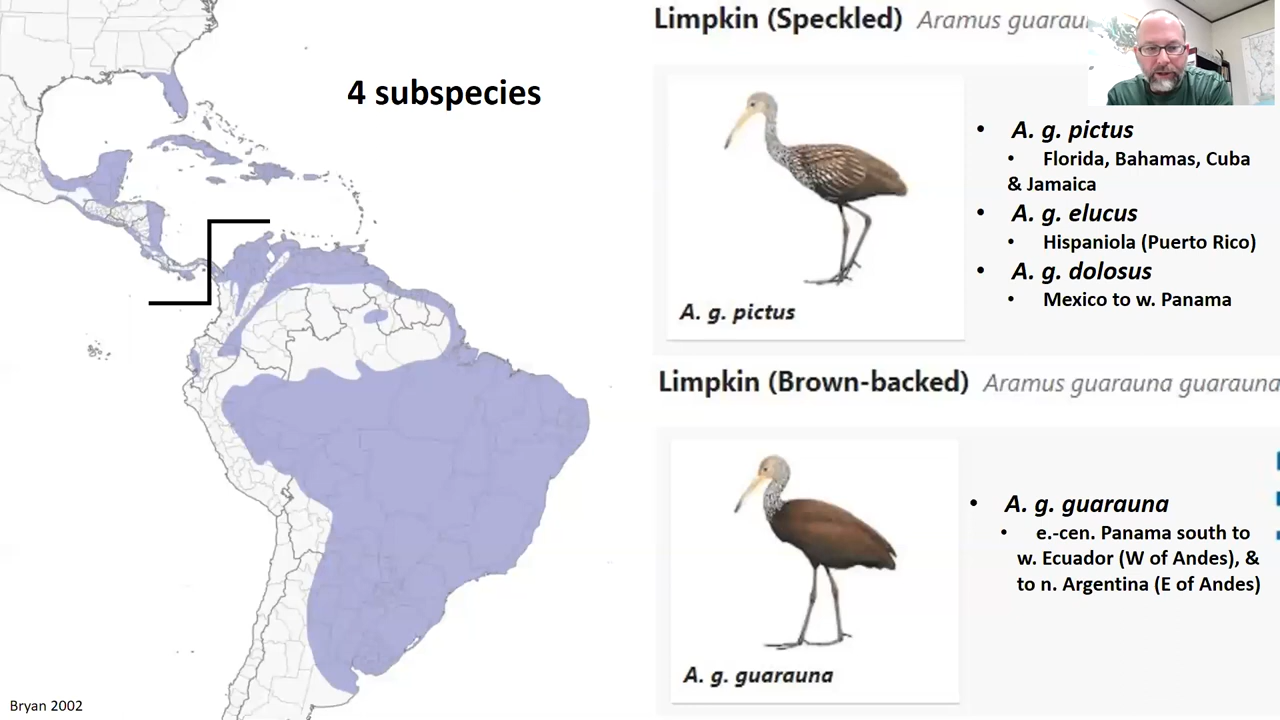 4 subspecies
Bryan 2002
Limpkin (Speckled) Aramus
A. g. pictus
• A. g. pictus
• Florida, Bahamas, Cuba
& Jamaica
• A. g. elucus
• Hispaniola (Puerto Rico)
• A. g. dolosus
• Mexico to w. Panama
Limpkin (Brown-backed) Aramus guarauna guarauna
A. g. guarauna
• A. g. guarauna
• e.-cen. Panama south to
w. Ecuador (W of Andes), &
to n. Argentina (E of Andes)